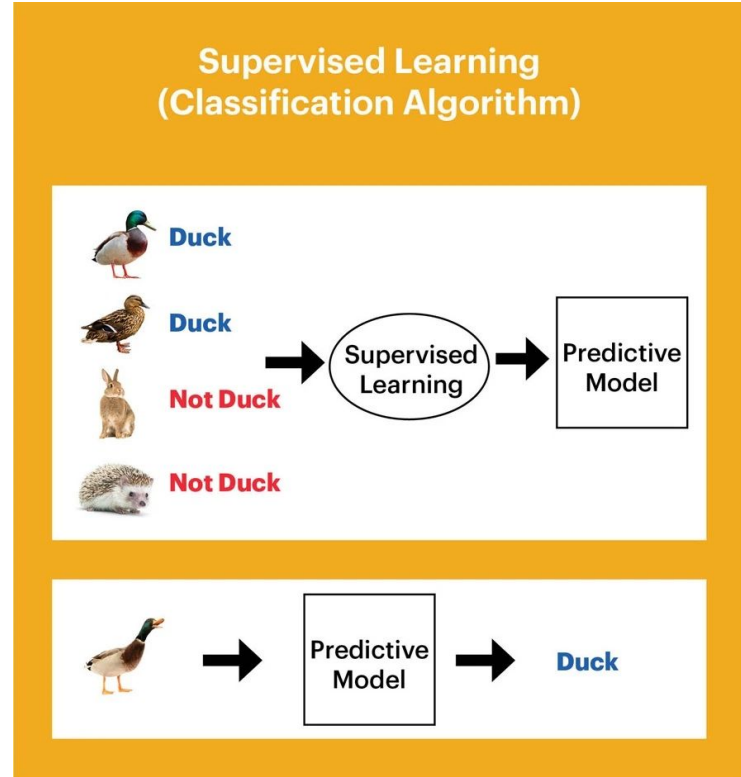 Supervised Learning
(Classification Algorithm)
Duck
Duck
Not Duck
Not Duck
Supervised
Learning
Predictive
Model
Predictive
Model
Duck